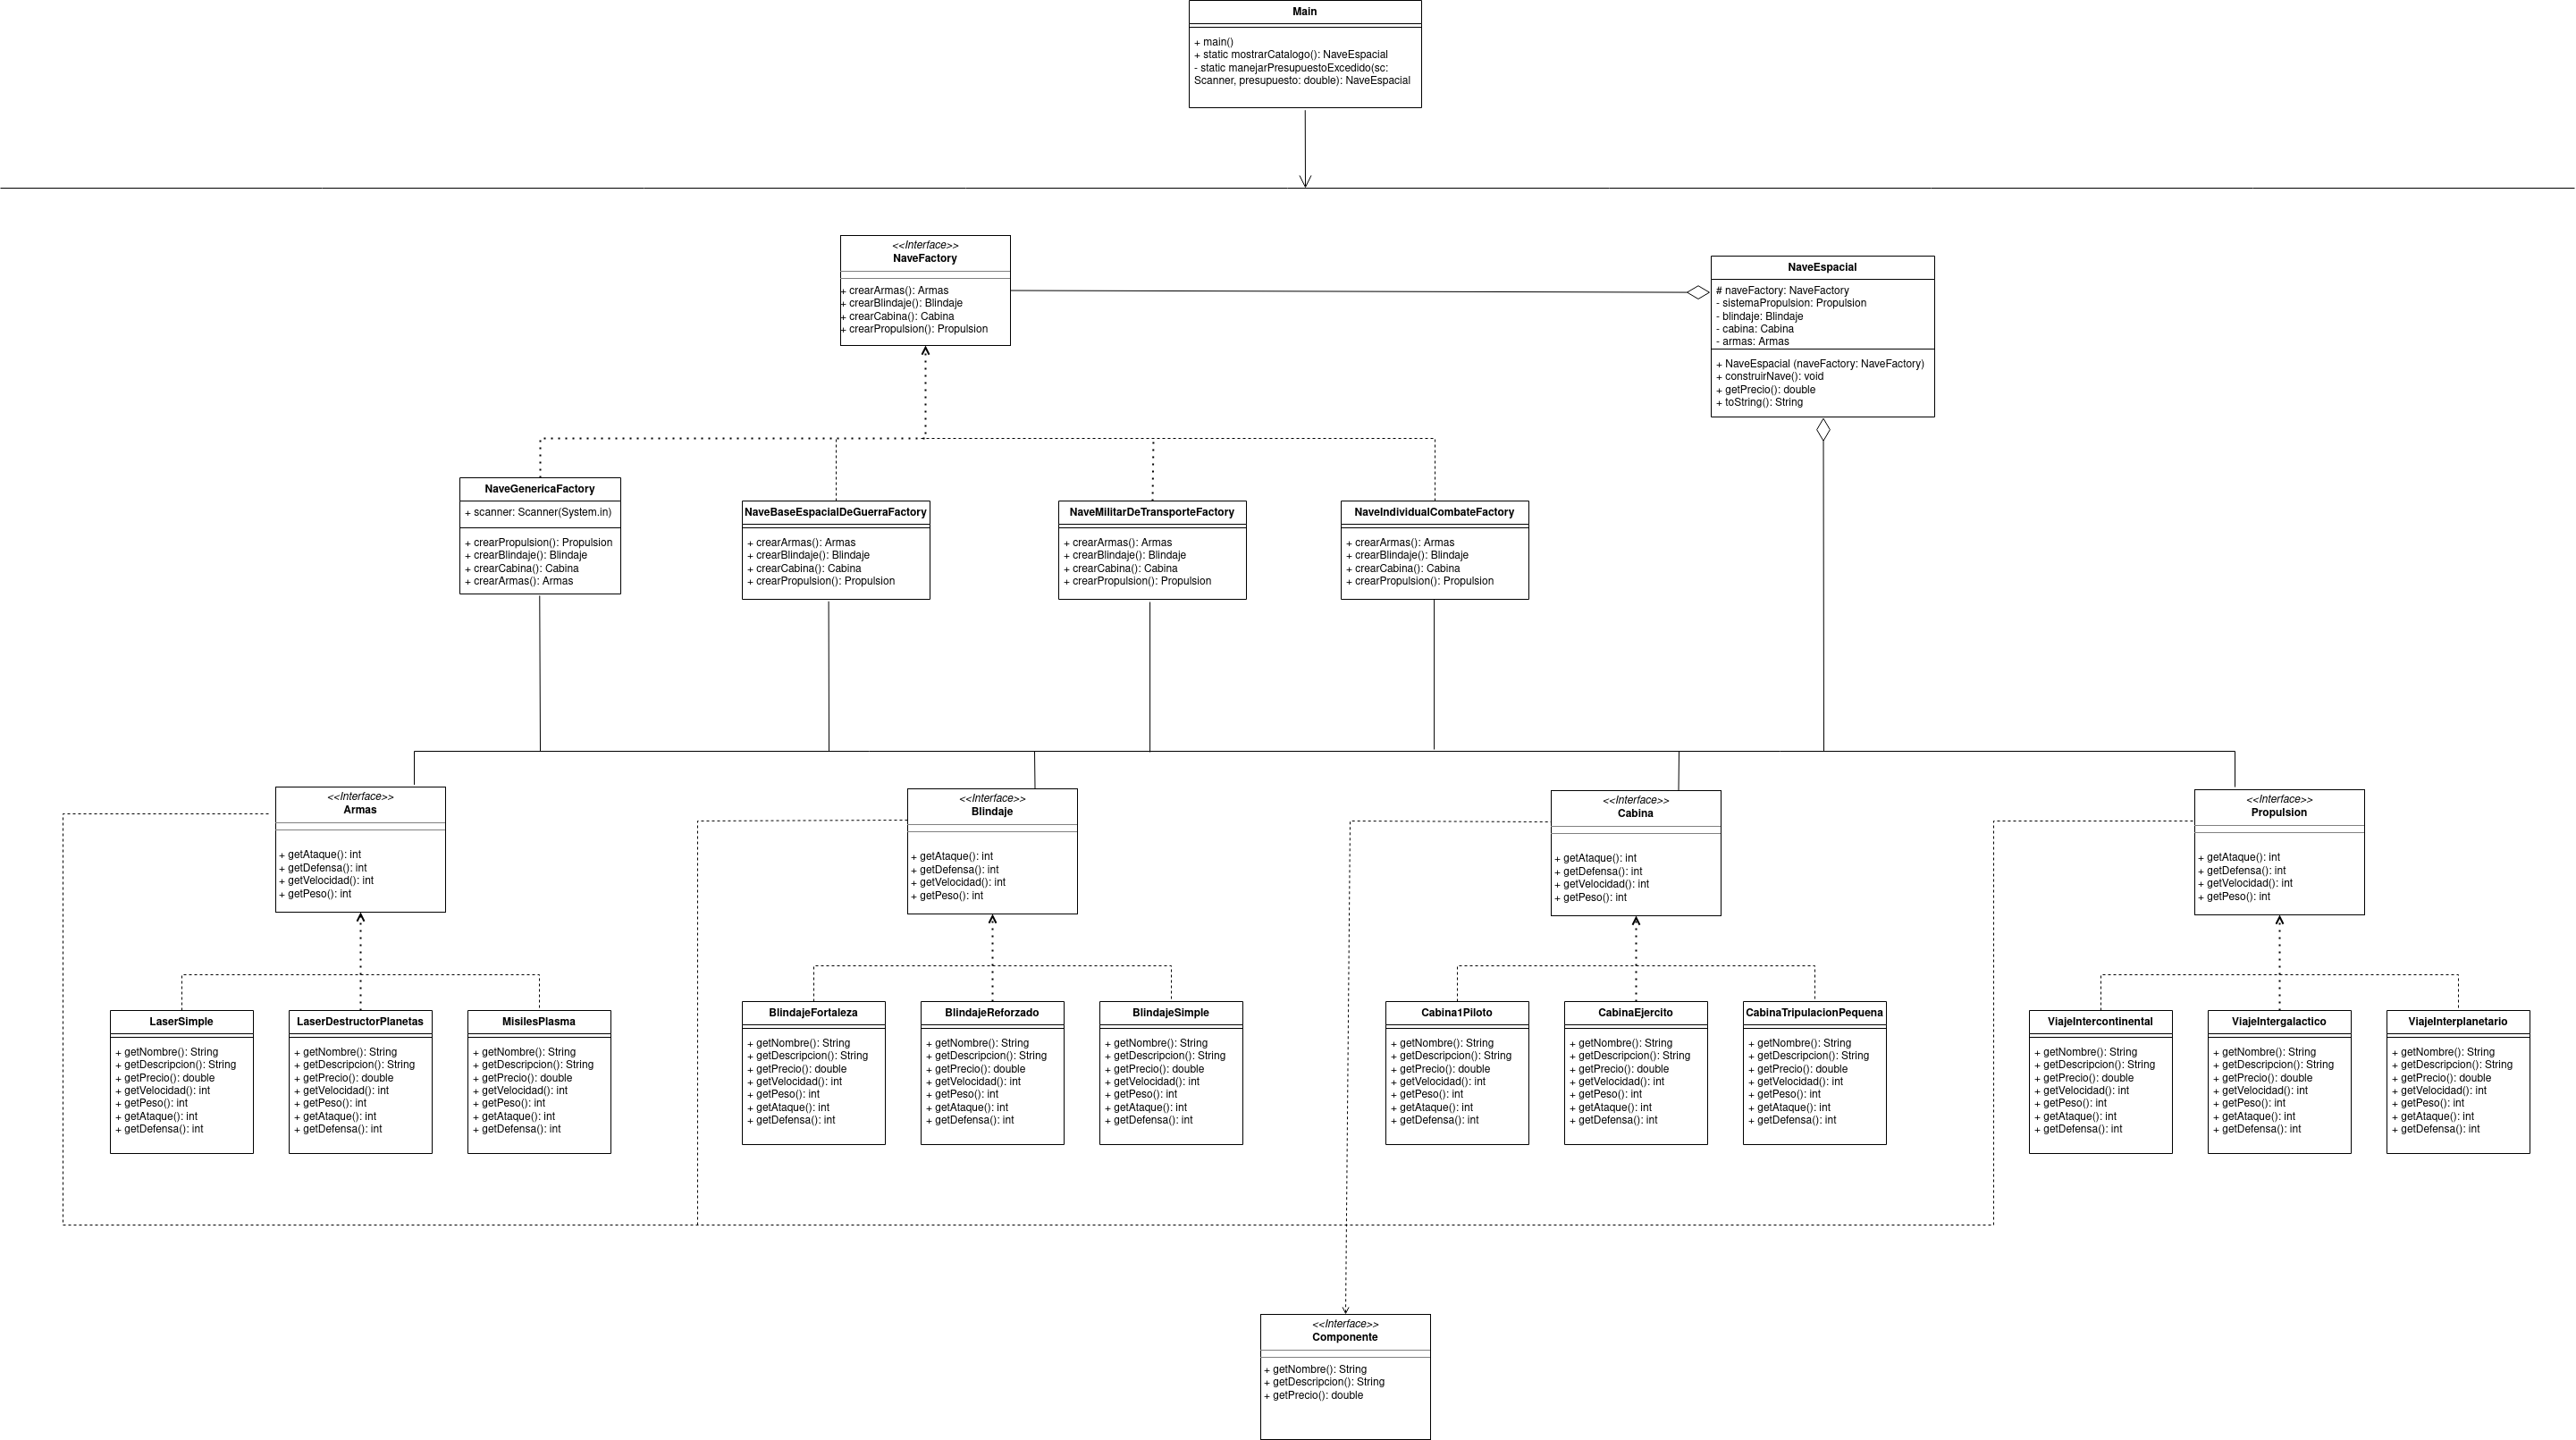 Main
+ main()
+ static mostrarCatalogo(): NaveEspacial
- static manejarPresupuestoExcedido(sc:
Scanner, presupuesto: double): NaveEspacial
<<Interface>>
NaveFactory
+ crearArmas(): Armas
+ crearBlindaje(): Blindaje
+ crearCabina(): Cabina
+ crearPropulsion(): Propulsion
NaveEspacial
# naveFactory: NaveFactory
- sistemaPropulsion: Propulsion
- blindaje: Blindaje
- cabina: Cabina
- armas: Armas
+ NaveEspacial (naveFactory: NaveFactory)
+ construirNave(): void
+ getPrecio(): double
+ toString(): String
NaveGenericaFactory
+ scanner: Scanner(System.in)
+ crearPropulsion(): Propulsion
+ crearBlindaje(): Blindaje
+ crearCabina(): Cabina
+ crearArmas(): Armas
NaveBaseEspacialDeGuerraFactory
+ crearArmas(): Armas
+ crearBlindaje(): Blindaje
+ crearCabina(): Cabina
+ crearPropulsion(): Propulsion
NaveMilitarDeTransporteFactory
+ crearArmas(): Armas
+ crearBlindaje(): Blindaje
+ crearCabina(): Cabina
+ crearPropulsion(): Propulsion
NaveIndividualCombateFactory
+ crearArmas(): Armas
+ crearBlindaje(): Blindaje
+ crearCabina(): Cabina
+ crearPropulsion(): Propulsion
<<Interface>>
Armas
+ getAtaque(): int
+ getDefensa(): int
+ getVelocidad(): int
+ getPeso(): int
<<Interface>>
Blindaje
+ getAtaque(): int
+ getDefensa(): int
+ getVelocidad(): int
+ getPeso(): int
<<Interface>>
Cabina
+ getAtaque(): int
+ getDefensa(): int
+ getVelocidad(): int
+ getPeso(): int
<<Interface>>
Propulsion
+ getAtaque(): int
+ getDefensa(): int
+ getVelocidad(): int
+ getPeso(): int
LaserSimple
+ getNombre(): String
+ getDescripcion(): String
+ getPrecio(): double
+ getVelocidad(): int
+ getPeso(): int
+ getAtaque(): int
+ getDefensa(): int
LaserDestructorPlanetas
+ getNombre(): String
+ getDescripcion(): String
+ getPrecio(): double
+ getVelocidad(): int
+ getPeso(): int
+ getAtaque(): int
+ getDefensa(): int
MisilesPlasma
+ getNombre(): String
+ getDescripcion(): String
+ getPrecio(): double
+ getVelocidad(): int
+ getPeso(): int
+ getAtaque(): int
+ getDefensa(): int
BlindajeFortaleza
+ getNombre(): String
+ getDescripcion(): String
+ getPrecio(): double
+ getVelocidad(): int
+ getPeso(): int
+ getAtaque(): int
+ getDefensa(): int
BlindajeReforzado
+ getNombre(): String
+ getDescripcion(): String
+ getPrecio(): double
+ getVelocidad(): int
+ getPeso(): int
+ getAtaque(): int
+ getDefensa(): int
BlindajeSimple
+ getNombre(): String
+ getDescripcion(): String
+ getPrecio(): double
+ getVelocidad(): int
+ getPeso(): int
+ getAtaque(): int
+ getDefensa(): int
Cabina1Piloto
+ getNombre(): String
+ getDescripcion(): String
+ getPrecio(): double
+ getVelocidad(): int
+ getPeso(): int
+ getAtaque(): int
+ getDefensa(): int
CabinaEjercito
+ getNombre(): String
+ getDescripcion(): String
+ getPrecio(): double
+ getVelocidad(): int
+ getPeso(): int
+ getAtaque(): int
+ getDefensa(): int
CabinaTripulacionPequena
+ getNombre(): String
+ getDescripcion(): String
+ getPrecio(): double
+ getVelocidad(): int
+ getPeso(): int
+ getAtaque(): int
+ getDefensa(): int
ViajeIntercontinental
+ getNombre(): String
+ getDescripcion(): String
+ getPrecio(): double
+ getVelocidad(): int
+ getPeso(): int
+ getAtaque(): int
+ getDefensa(): int
ViajeIntergalactico
+ getNombre(): String
+ getDescripcion(): String
+ getPrecio(): double
+ getVelocidad(): int
+ getPeso(): int
+ getAtaque(): int
+ getDefensa(): int
ViajeInterplanetario
+ getNombre(): String
+ getDescripcion(): String
+ getPrecio(): double
+ getVelocidad(): int
+ getPeso(): int
+ getAtaque(): int
+ getDefensa(): int
<<Interface>>
Componente
+ getNombre(): String
+ getDescripcion(): String
+ getPrecio(): double